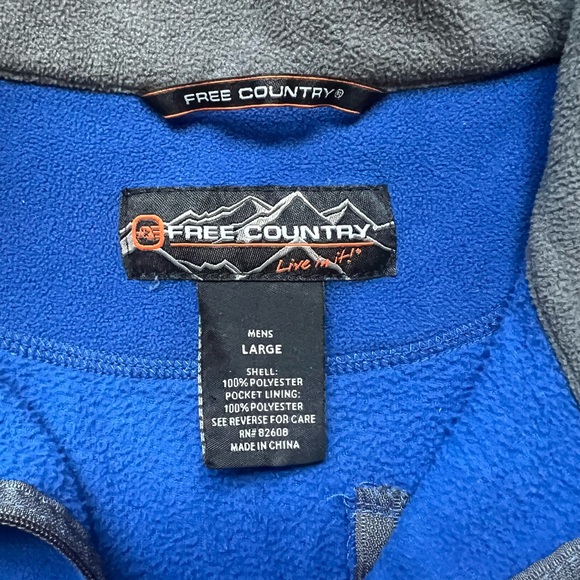 FREE COUNTRY®
FREE COUNTRY
Live in it!®
MENS
LARGE
SHELL:
100% POLYESTER
POCKET LINING:
100% POLYESTER
SEE REVERSE FOR CARE
RN# 82608
MADE IN CHINA